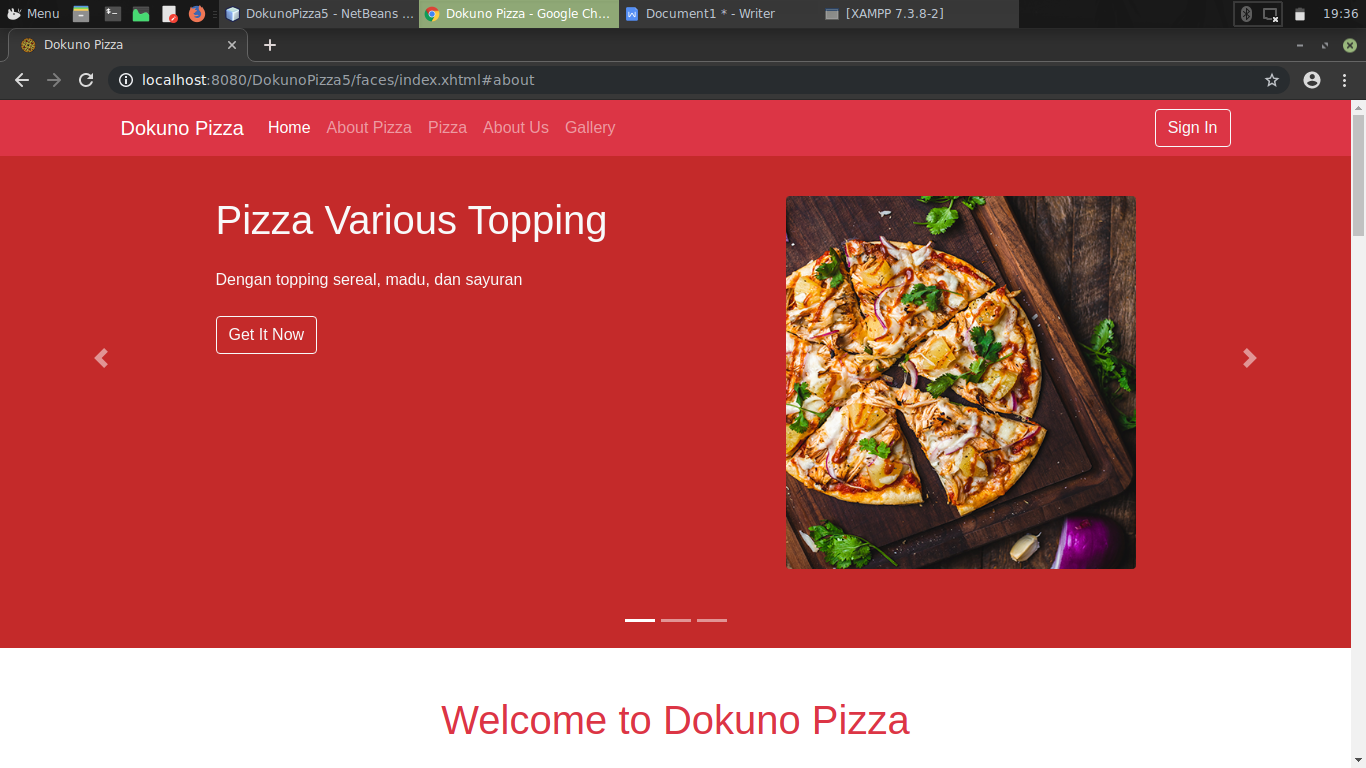 Menu
DokunoPizza5 - NetBeans ...
Dokuno Pizza - Google Ch...
Document1 * - Writer
[XAMPP 7.3.8-2]
19:36
Dokuno Pizza
localhost:8080/DokunoPizza5/faces/index.xhtml#about
Dokuno Pizza
Home
About Pizza
Pizza
About Us
Gallery
Sign In
Pizza Various Topping
Dengan topping sereal, madu, dan sayuran
Get It Now
Welcome to Dokuno Pizza